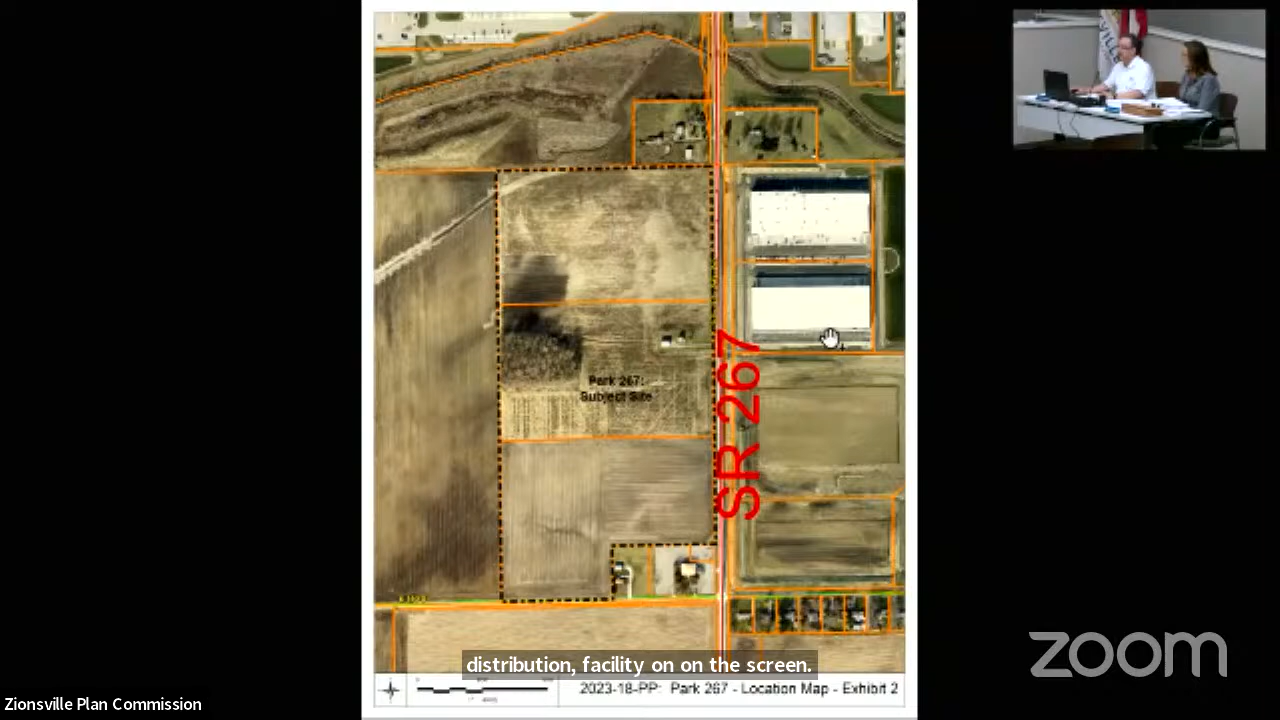 Park 267:
Subject Site
SR 267
distribution, facility on on the screen.
2023-18-PP: Park 267 - Location Map - Exhibit 2
Zionsville Plan Commission
zoom